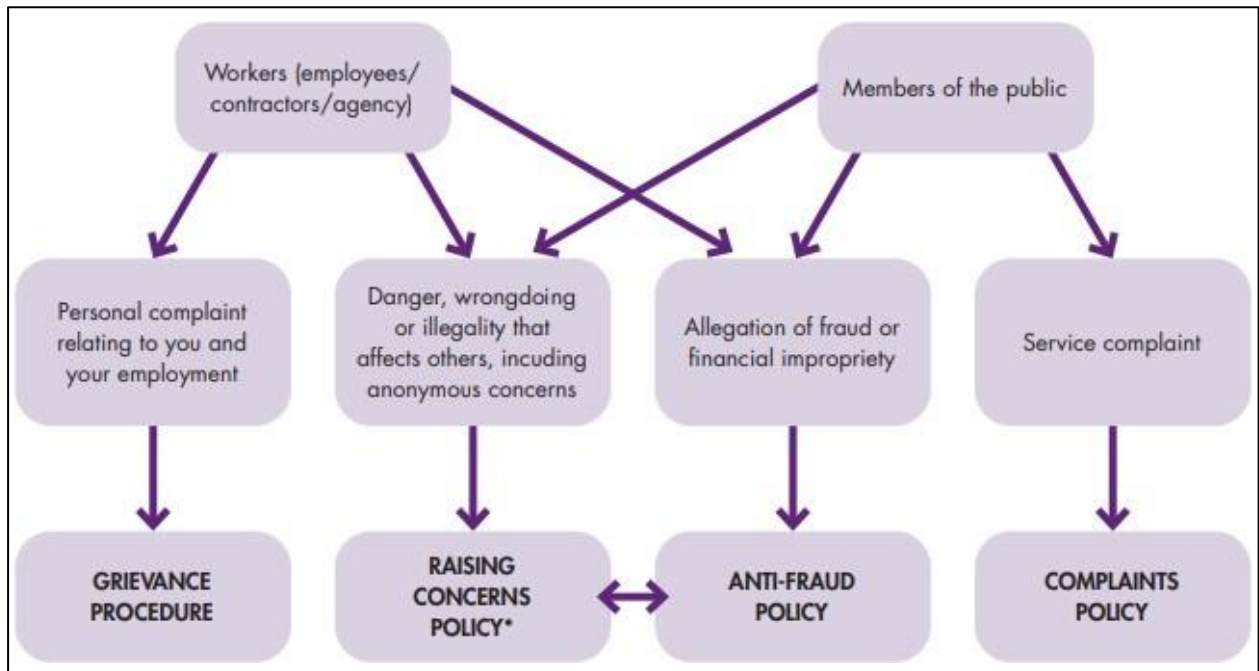 Workers (employees/
contractors/agency)
Members of the public
Personal complaint
relating to you and
your employment
Danger, wrongdoing
or illegality that
affects others, incuding
anonymous concerns
Allegation of fraud or
financial impropriety
Service complaint
GRIEVANCE
PROCEDURE
RAISING
CONCERNS
POLICY*
ANTI-FRAUD
POLICY
COMPLAINTS
POLICY